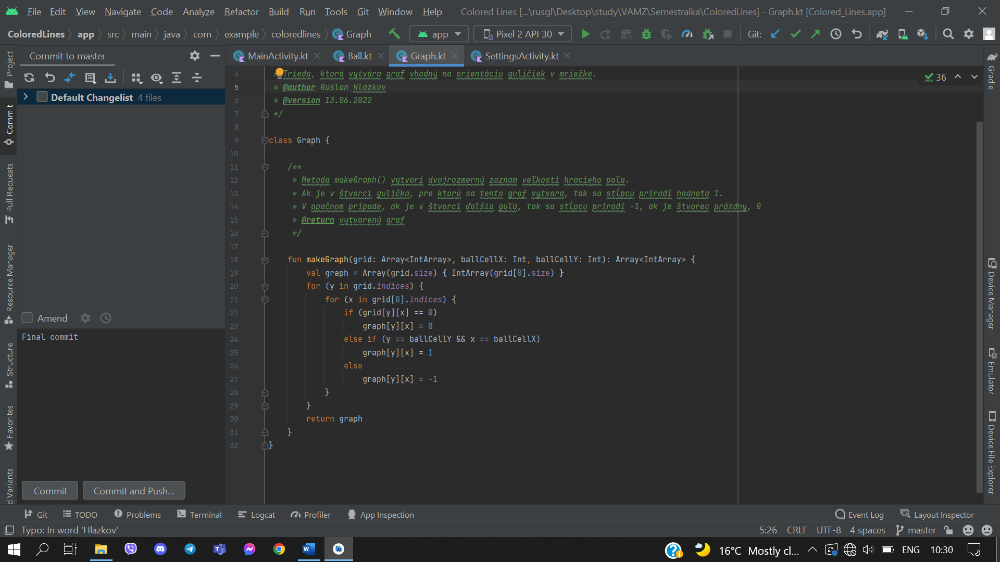 File Edit View Navigate Code Analyze Refactor Build Run Tools Git Window Help Colored Lines [...\rusgl\Desktop\study\VAMZ\Semestralka\ColoredLines] - Graph.kt [Colored_Lines.app]
ColoredLines app src main java com example coloredlines Graph app Pixel 2 API 30 Git:
Commit to master
MainActivity.kt Ball.kt Graph.kt SettingsActivity.kt
Default Changelist 4 files
Amend
Final commit
Commit Commit and Push...
Project
Commit
Pull Requests
Resource Manager
Structure
Favorites
d Variants
36
4 * Trieda, ktorá vytvára graf vhodný na orientáciu guličiek v mriežke.
5 * @author Ruslan Hlazkov
6 * @version 13.06.2022
7 */
8
9 class Graph {
10
11 /**
12 * Metoda makeGraph() vytvorí dvojrozmerný zoznam veľkosti hracieho poľa.
13 * Ak je v štvorci gulička, pre ktorú sa tento graf vytvara, tak sa stĺpcu priradí hodnota 1.
14 * V opačnom prípade, ak je v štvorci ďalšia guľa, tak sa stĺpcu priradí -1, ak je štvorec prázdny, 0
15 * @return vytvorený graf
16 */
17
18 fun makeGraph(grid: Array<IntArray>, ballCellX: Int, ballCellY: Int): Array<IntArray> {
19 val graph = Array(grid.size) { IntArray(grid[0].size) }
20 for (y in grid.indices) {
21 for (x in grid[0].indices) {
22 if (grid[y][x] == 0)
23 graph[y][x] = 0
24 else if (y == ballCellY && x == ballCellX)
25 graph[y][x] = 1
26 else
27 graph[y][x] = -1
28 }
29 }
30 return graph
31 }
32 }
Gradle
Device Manager
Emulator
Device File Explorer
Git TODO Problems Terminal Logcat Profiler App Inspection Event Log Layout Inspector
Typo: In word 'Hlazkov' 5:26 CRLF UTF-8 4 spaces master
16°C Mostly cl... ENG 10:30